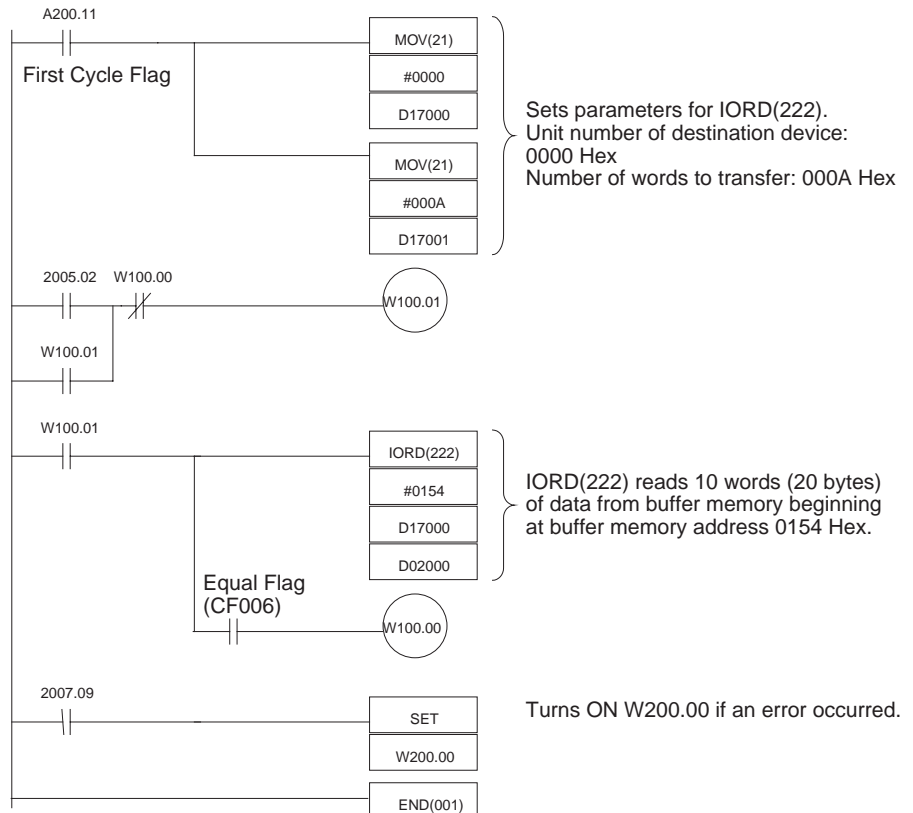 A200.11
First Cycle Flag
MOV(21)
#0000
D17000
MOV(21)
#000A
D17001
Sets parameters for IORD(222).
Unit number of destination device:
0000 Hex
Number of words to transfer: 000A Hex
2005.02 W100.00
W100.01
W100.01
W100.01
IORD(222)
#0154
D17000
D02000
IORD(222) reads 10 words (20 bytes)
of data from buffer memory beginning
at buffer memory address 0154 Hex.
Equal Flag
(CF006)
W100.00
2007.09
SET
W200.00
Turns ON W200.00 if an error occurred.
END(001)